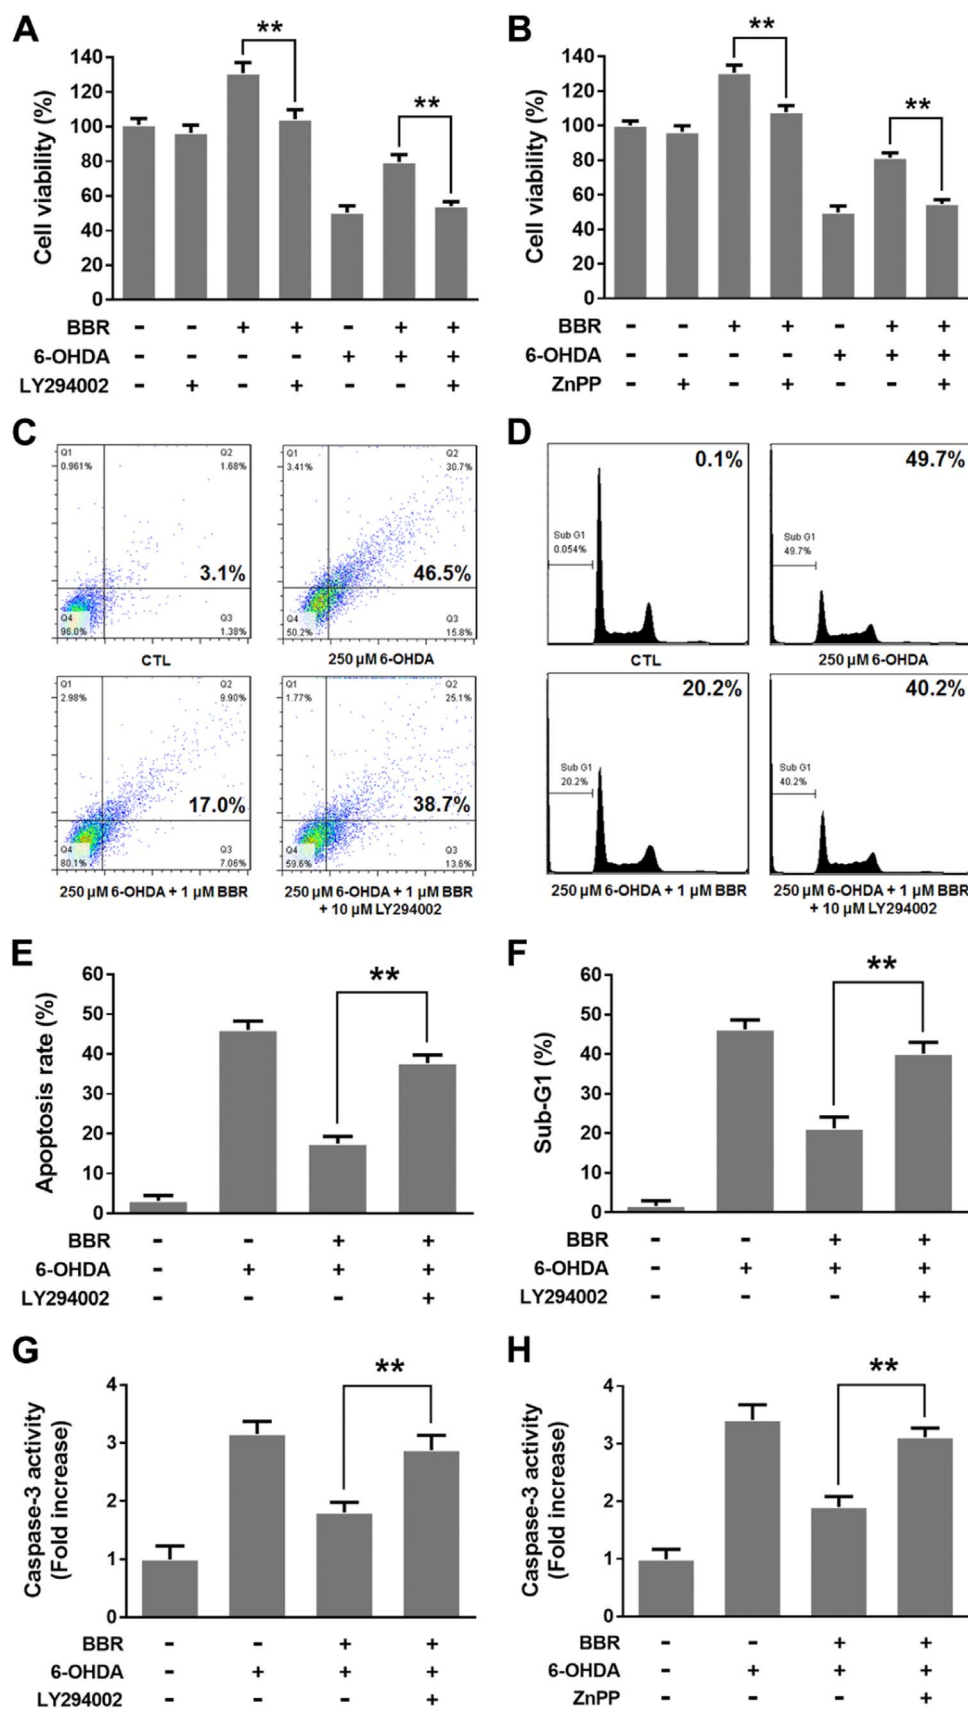 A
**
**
Cell viability (%)
140
120
100
80
60
40
20
0
BBR - - + + - + +
6-OHDA - - - - + + +
LY294002 - + - + - - +
B
**
**
Cell viability (%)
140
120
100
80
60
40
20
0
BBR - - + + - + +
6-OHDA - - - - + + +
ZnPP - + - + - - +
C
Q1
0.961%
Q2
1.68%
3.1%
Q4
96.0%
Q3
1.38%
CTL
Q1
3.41%
Q2
30.7%
46.5%
Q4
50.2%
Q3
15.8%
250 μM 6-OHDA
Q1
2.98%
Q2
9.90%
17.0%
Q4
80.1%
Q3
7.06%
250 μM 6-OHDA + 1 μM BBR
Q1
1.77%
Q2
25.1%
38.7%
Q4
59.6%
Q3
13.6%
250 μM 6-OHDA + 1 μM BBR
+ 10 μM LY294002
D
0.1%
Sub G1
0.054%
CTL
49.7%
Sub G1
49.7%
250 μM 6-OHDA
20.2%
Sub G1
20.2%
250 μM 6-OHDA + 1 μM BBR
40.2%
Sub G1
40.2%
250 μM 6-OHDA + 1 μM BBR
+ 10 μM LY294002
E
**
Apoptosis rate (%)
60
50
40
30
20
10
0
BBR - - + +
6-OHDA - + + +
LY294002 - - - +
F
**
Sub-G1 (%)
60
50
40
30
20
10
0
BBR - - + +
6-OHDA - + + +
LY294002 - - - +
G
**
Caspase-3 activity
(Fold increase)
4
3
2
1
0
BBR - - + +
6-OHDA - + + +
LY294002 - - - +
H
**
Caspase-3 activity
(Fold increase)
4
3
2
1
0
BBR - - + +
6-OHDA - + + +
ZnPP - - - +